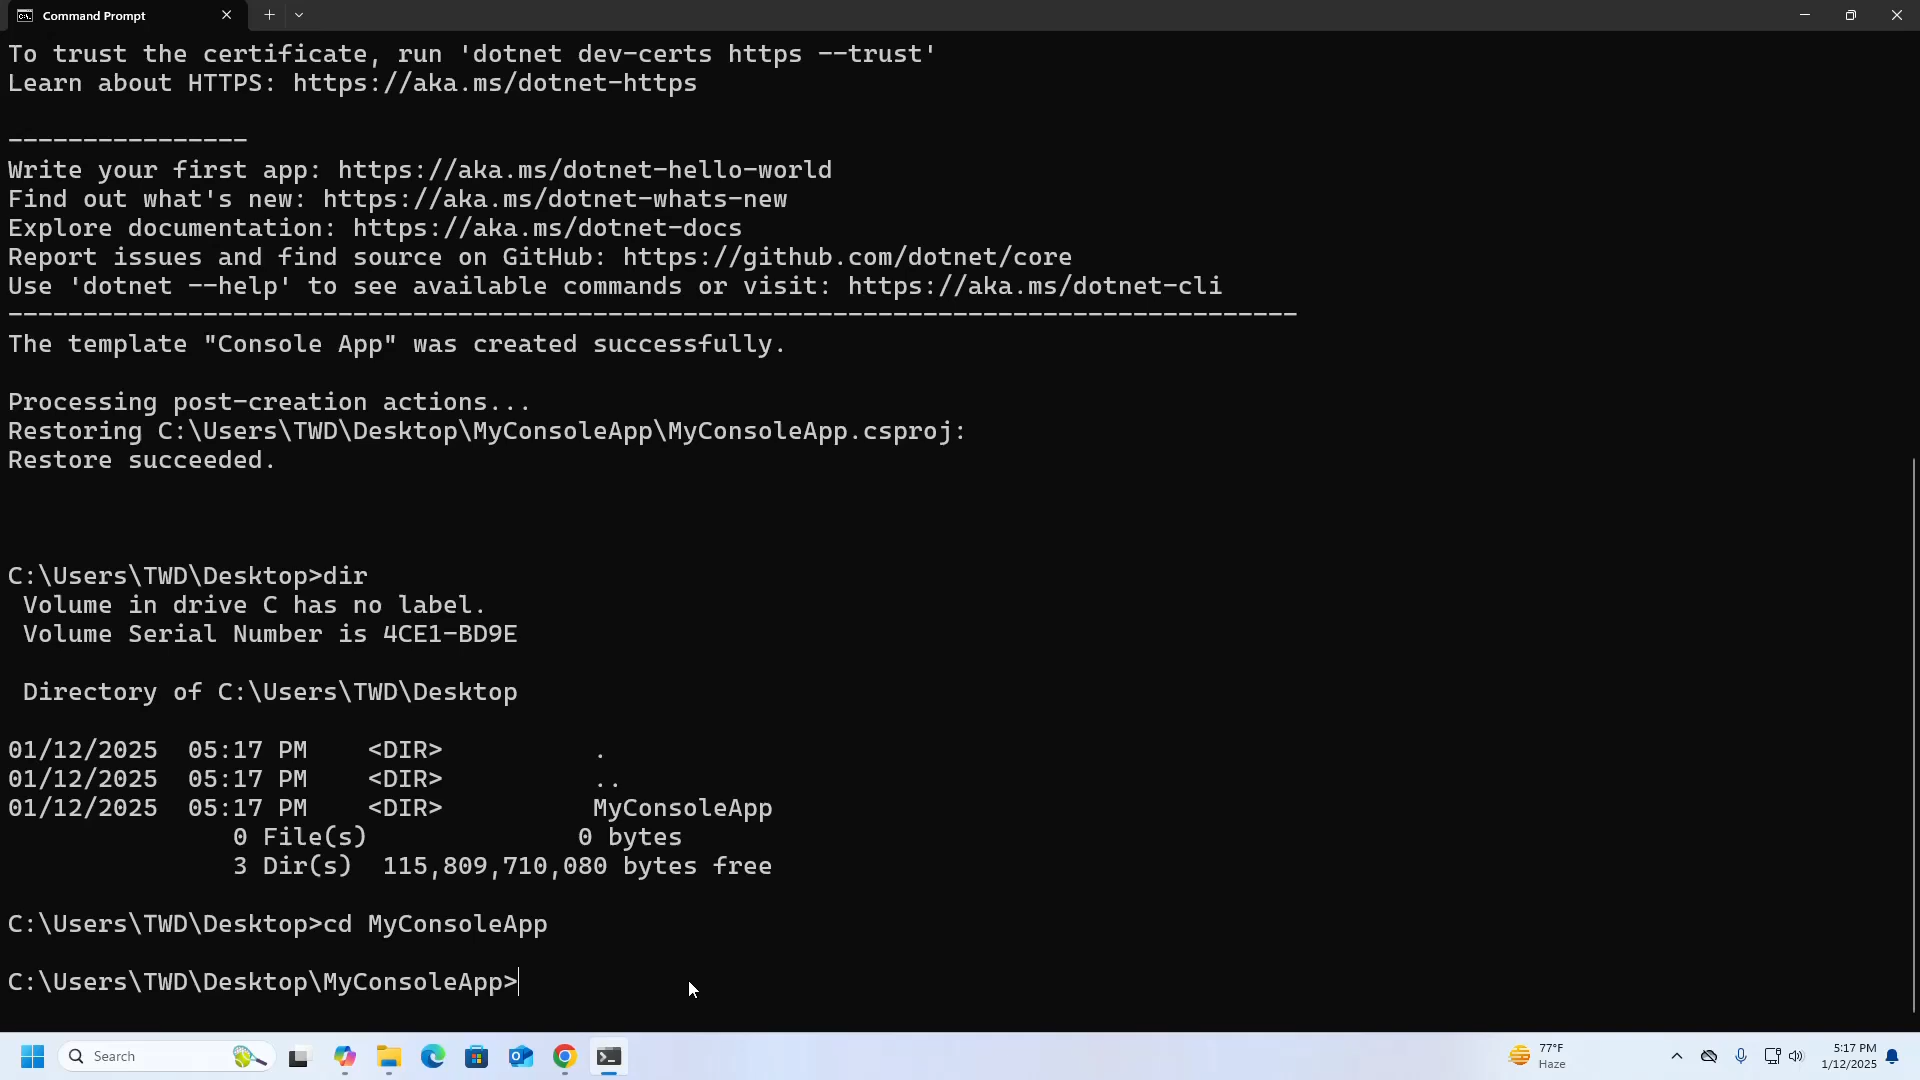 Command Prompt
To trust the certificate, run 'dotnet dev-certs https --trust'
Learn about HTTPS: https://aka.ms/dotnet-https
----------------
Write your first app: https://aka.ms/dotnet-hello-world
Find out what's new: https://aka.ms/dotnet-whats-new
Explore documentation: https://aka.ms/dotnet-docs
Report issues and find source on GitHub: https://github.com/dotnet/core
Use 'dotnet --help' to see available commands or visit: https://aka.ms/dotnet-cli
--------------------------------------------------------------------------------------
The template "Console App" was created successfully.
Processing post-creation actions...
Restoring C:\Users\TWD\Desktop\MyConsoleApp\MyConsoleApp.csproj:
Restore succeeded.
C:\Users\TWD\Desktop>dir
Volume in drive C has no label.
Volume Serial Number is 4CE1-BD9E
Directory of C:\Users\TWD\Desktop
01/12/2025  05:17 PM    <DIR>          .
01/12/2025  05:17 PM    <DIR>          ..
01/12/2025  05:17 PM    <DIR>          MyConsoleApp
0 File(s)              0 bytes
3 Dir(s)  115,809,710,080 bytes free
C:\Users\TWD\Desktop>cd MyConsoleApp
C:\Users\TWD\Desktop\MyConsoleApp>
Search
77°F
Haze
5:17 PM
1/12/2025